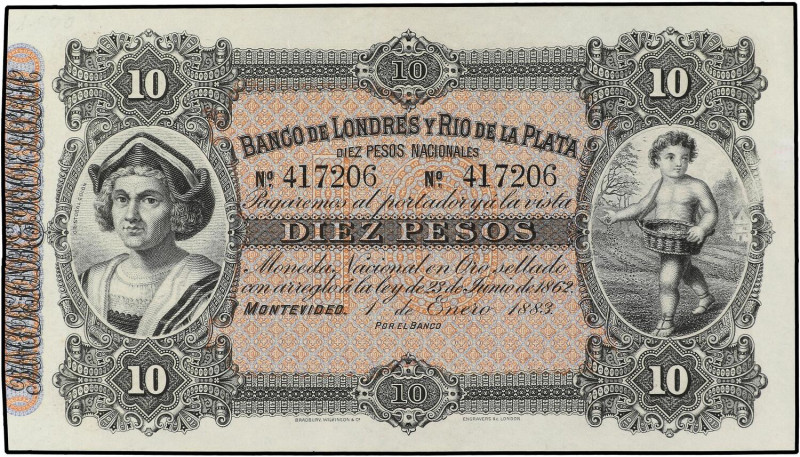 10 10 10
BANCO DE LONDRES Y RIO DE LA PLATA
DIEZ PESOS NACIONALES
No. 417206 No. 417206
Pagaremos al portador y á la vista
DIEZ PESOS
Moneda Nacional en Oro sellado
con arreglo á la ley de 23 de Junio de 1862.
MONTEVIDEO. 1 de Enero 1883.
POR EL BANCO
10 10 10
BRADBURY, WILKINSON & Co. ENGRAVERS &c. LONDON.